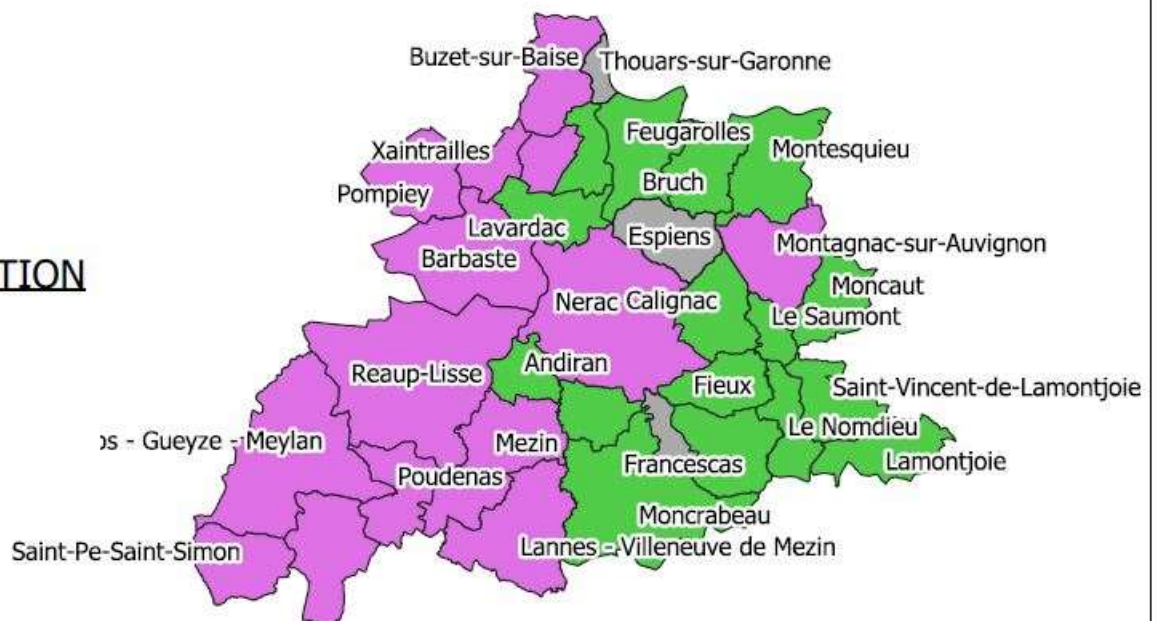 Buzet-sur-Baise
Thouars-sur-Garonne
Feugarolles
Xaintrailles
Montesquieu
Bruch
Pompiey
Lavardac
Espiens
Montagnac-sur-Auvignon
Barbaste
TION
Moncaut
Nerac
Calignac
Le Saumont
Andiran
Reaup-Lisse
Fieux
Saint-Vincent-de-Lamontjoie
Le Nomdieu
os - Gueyze - Meylan
Mezin
Francescas
Lamontjoie
Poudenas
Moncrabeau
Saint-Pe-Saint-Simon
Lannes - Villeneuve de Mezin